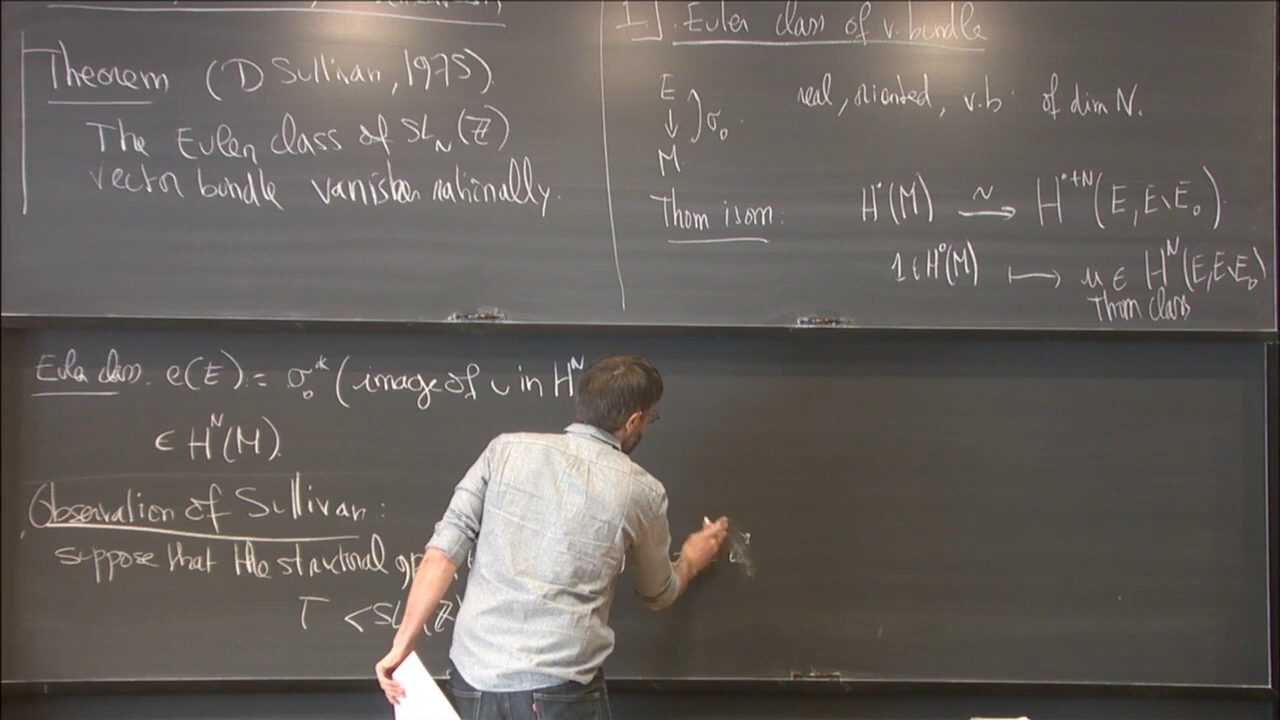 Theorem (D Sullivan, 1975).
The Euler class of SL_N(ℤ)
vector bundle vanishes rationally.
1]. Euler class of v. bundle
E
↓ ) σ₀.
M.
real, oriented, v.b. of dim N.
Thom isom: H^•(M) ⥲ H^{•+N}(E, E∖E₀)
1 ∈ H⁰(M) ⟼ u ∈ H^N(E, E∖E₀)
Thom class
Euler class. e(E) := σ₀*(image of u in H^N
∈ H^N(M).
Observation of Sullivan:
suppose that the structural
Γ < SL (ℤ)